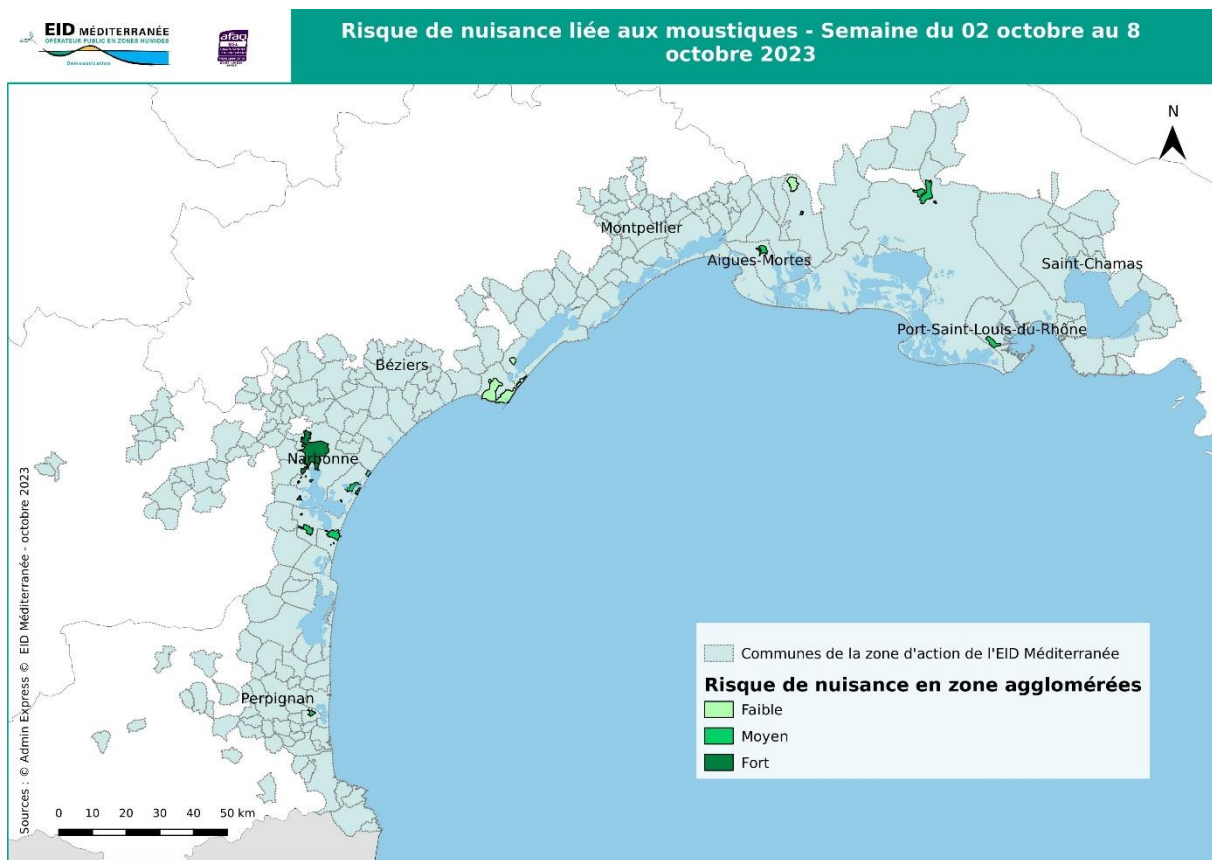 EID MÉDITERRANÉE
OPÉRATEUR PUBLIC EN ZONES HUMIDES
Démoustication
afaq
Risque de nuisance liée aux moustiques - Semaine du 02 octobre au 8
octobre 2023
N
Montpellier
Aigues-Mortes
Saint-Chamas
Port-Saint-Louis-du-Rhône
Béziers
Narbonne
Perpignan
Communes de la zone d'action de l'EID Méditerranée
Risque de nuisance en zone agglomérées
Faible
Moyen
Fort
0 10 20 30 40 50 km
Sources : © Admin Express © EID Méditerranée - octobre 2023